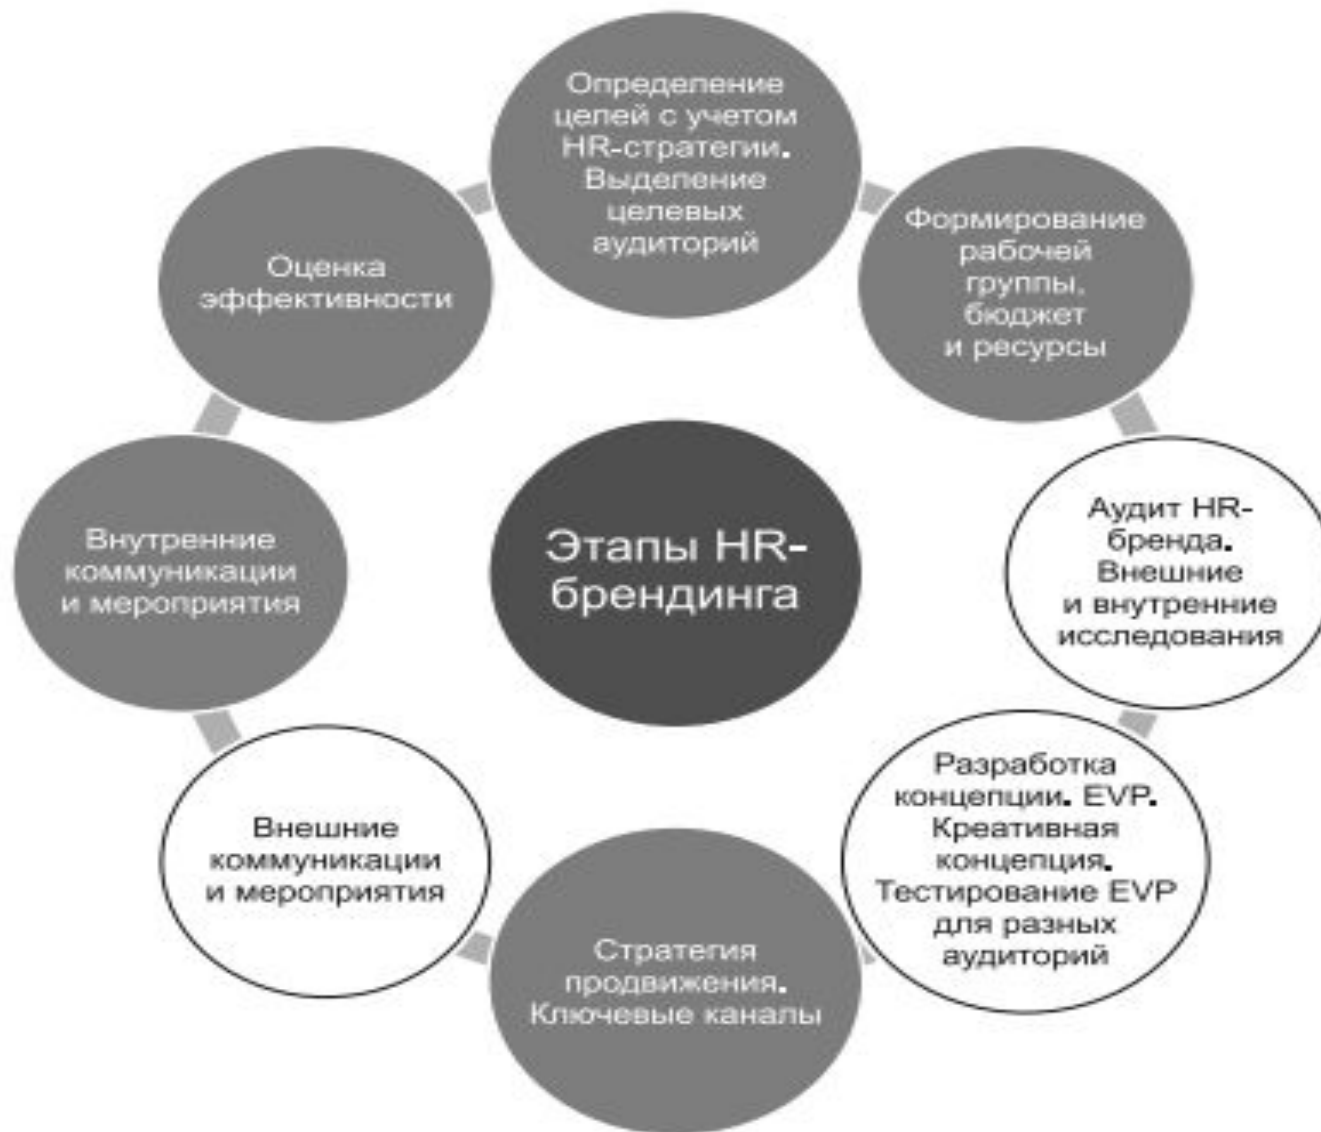 Определение
целей с учетом
HR-стратегии.
Выделение
целевых
аудиторий
Формирование
рабочей
группы,
бюджет
и ресурсы
Аудит HR-
бренда.
Внешние
и внутренние
исследования
Разработка
концепции. EVP.
Креативная
концепция.
Тестирование EVP
для разных
аудиторий
Стратегия
продвижения.
Ключевые каналы
Внешние
коммуникации
и мероприятия
Внутренние
коммуникации
и мероприятия
Оценка
эффективности
Этапы HR-
брендинга